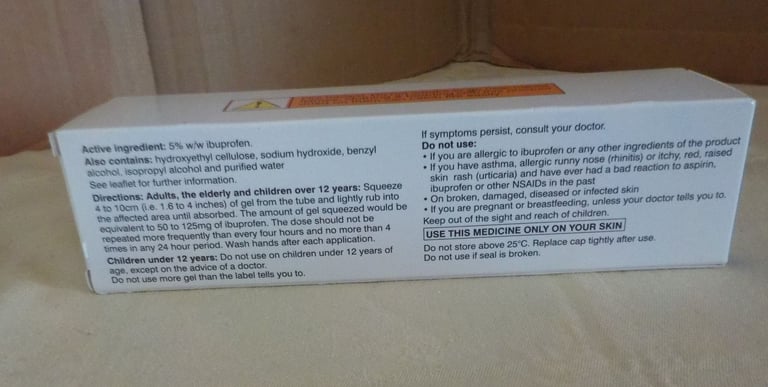 Active ingredient: 5% w/w ibuprofen.
Also contains: hydroxyethyl cellulose, sodium hydroxide, benzyl
alcohol, isopropyl alcohol and purified water
See leaflet for further information.
Directions: Adults, the elderly and children over 12 years: Squeeze
4 to 10cm (i.e. 1.6 to 4 inches) of gel from the tube and lightly rub into
the affected area until absorbed. The amount of gel squeezed would be
equivalent to 50 to 125mg of ibuprofen. The dose should not be
repeated more frequently than every four hours and no more than 4
times in any 24 hour period. Wash hands after each application.
Children under 12 years: Do not use on children under 12 years of
age, except on the advice of a doctor.
Do not use more gel than the label tells you to.
If symptoms persist, consult your doctor.
Do not use:
• If you are allergic to ibuprofen or any other ingredients of the product
• If you have asthma, allergic runny nose (rhinitis) or itchy, red, raised
skin rash (urticaria) and have ever had a bad reaction to aspirin,
ibuprofen or other NSAIDs in the past
• On broken, damaged, diseased or infected skin
• If you are pregnant or breastfeeding, unless your doctor tells you to.
Keep out of the sight and reach of children.
USE THIS MEDICINE ONLY ON YOUR SKIN
Do not store above 25°C. Replace cap tightly after use.
Do not use if seal is broken.